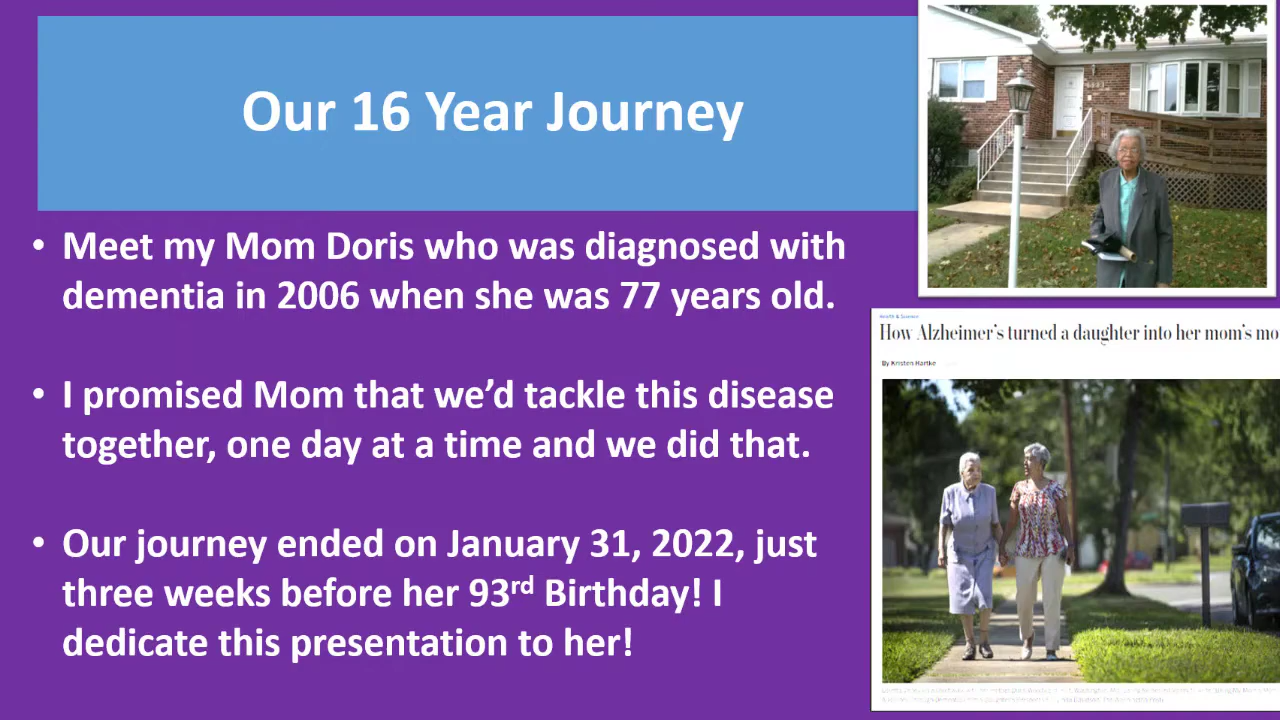 Our 16 Year Journey
• Meet my Mom Doris who was diagnosed with
dementia in 2006 when she was 77 years old.
• I promised Mom that we’d tackle this disease
together, one day at a time and we did that.
• Our journey ended on January 31, 2022, just
three weeks before her 93rd Birthday! I
dedicate this presentation to her!
Health & Science
How Alzheimer’s turned a daughter into her mom’s mo
By Kristen Hartke